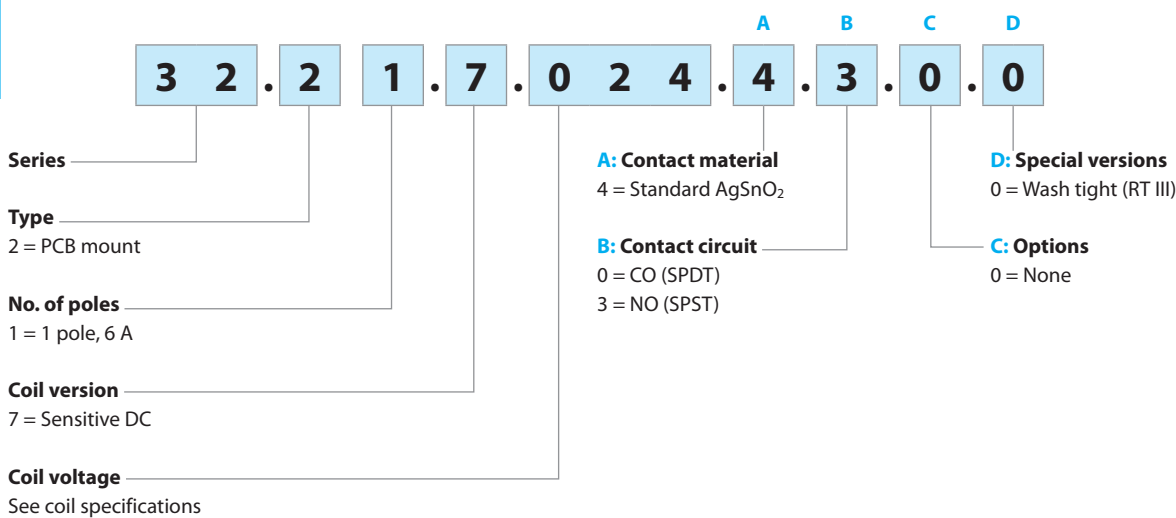 A B C D
3 2 . 2 1 . 7 . 0 2 4 . 4 . 3 . 0 . 0
Series
Type
2 = PCB mount
No. of poles
1 = 1 pole, 6 A
Coil version
7 = Sensitive DC
Coil voltage
See coil specifications
A: Contact material
4 = Standard AgSnO₂
B: Contact circuit
0 = CO (SPDT)
3 = NO (SPST)
D: Special versions
0 = Wash tight (RT III)
C: Options
0 = None